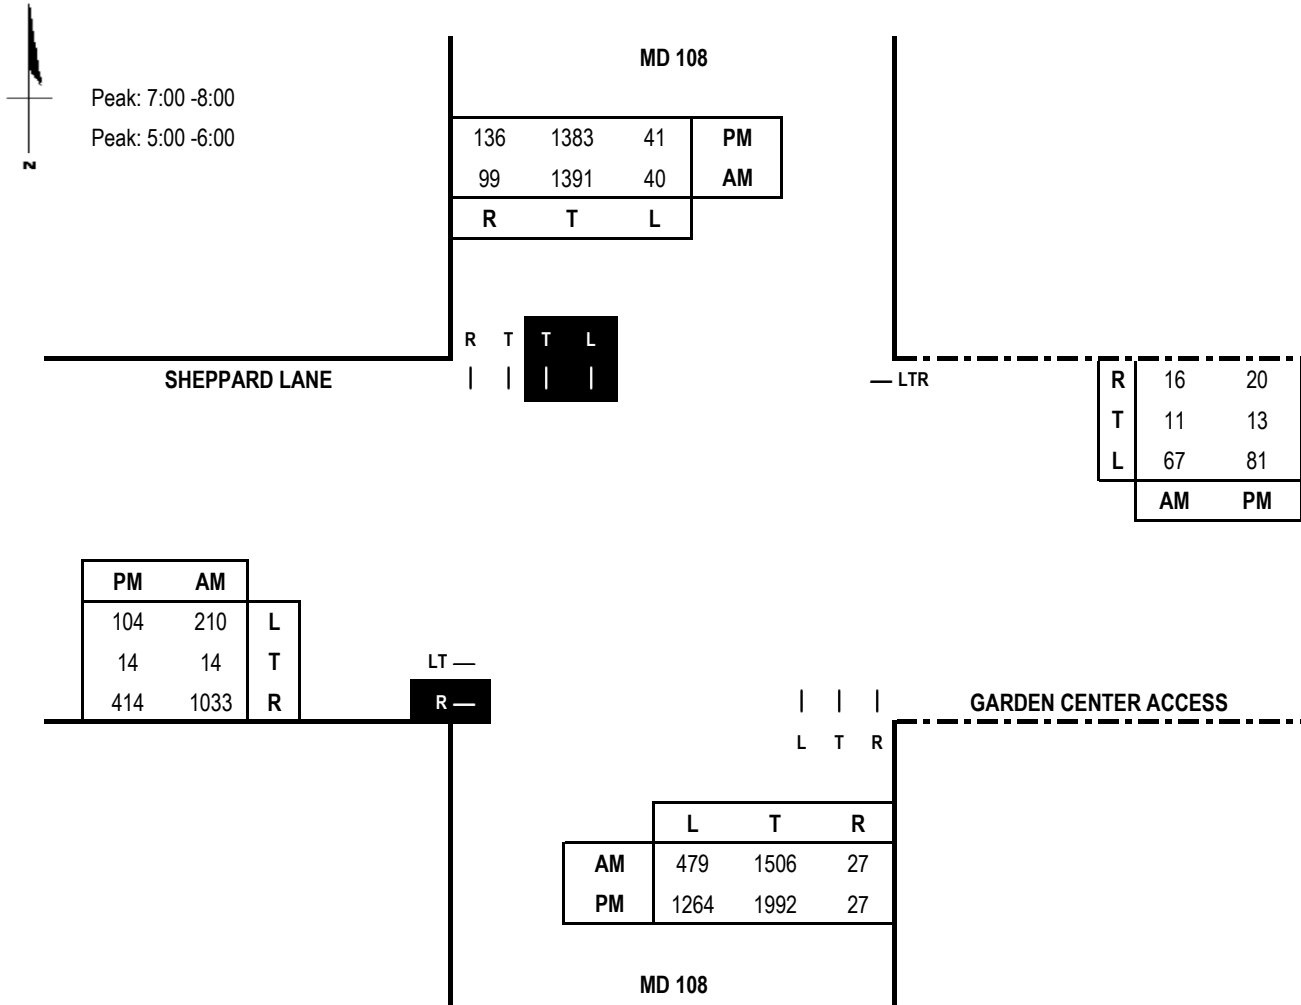 MD 108
Peak: 7:00 -8:00
Peak: 5:00 -6:00
136 1383 41 PM
99 1391 40 AM
R T L
R T T L
SHEPPARD LANE
LTR
R 16 20
T 11 13
L 67 81
AM PM
PM AM
104 210 L
14 14 T
414 1033 R
LT
R
GARDEN CENTER ACCESS
L T R
L T R
AM 479 1506 27
PM 1264 1992 27
MD 108
N